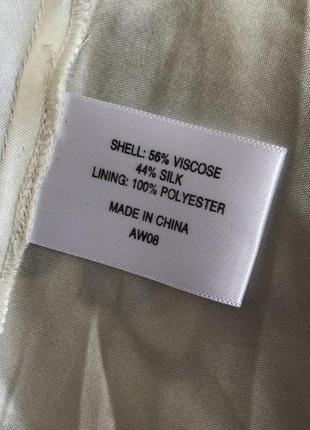 SHELL: 56% VISCOSE
44% SILK
LINING: 100% POLYESTER
MADE IN CHINA
AW08